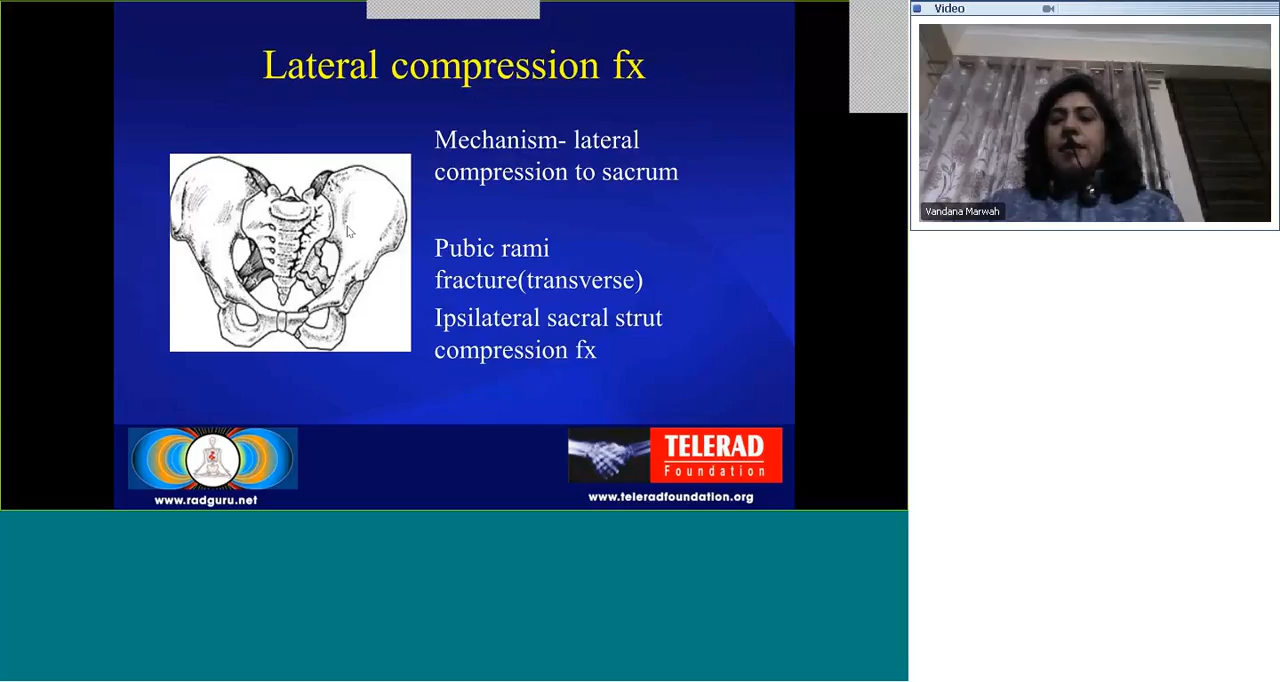 Lateral compression fx
Mechanism- lateral
compression to sacrum
Pubic rami
fracture(transverse)
Ipsilateral sacral strut
compression fx
www.radguru.net
TELERAD
Foundation
www.teleradfoundation.org
Video
Vandana Marwah